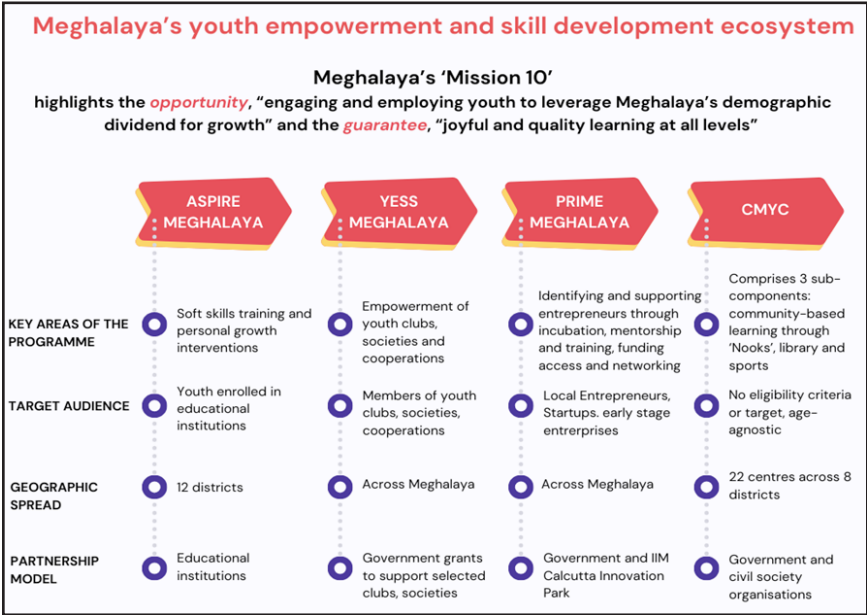 Meghalaya's youth empowerment and skill development ecosystem
Meghalaya's 'Mission 10'
highlights the opportunity, “engaging and employing youth to leverage Meghalaya's demographic
dividend for growth” and the guarantee, “joyful and quality learning at all levels”
ASPIRE
MEGHALAYA
YESS
MEGHALAYA
PRIME
MEGHALAYA
CMYC
KEY AREAS OF THE
PROGRAMME
Soft skills training and
personal growth
interventions
Empowerment of
youth clubs,
societies and
cooperations
Identifying and supporting
entrepreneurs through
incubation, mentorship
and training, funding
access and networking
Comprises 3 sub-
components:
community-based
learning through
'Nooks', library and
sports
TARGET AUDIENCE
Youth enrolled in
educational
institutions
Members of youth
clubs, societies,
cooperations
Local Entrepreneurs,
Startups. early stage
entrerprises
No eligibility criteria
or target, age-
agnostic
GEOGRAPHIC
SPREAD
12 districts
Across Meghalaya
Across Meghalaya
22 centres across 8
districts
PARTNERSHIP
MODEL
Educational
institutions
Government grants
to support selected
clubs, societies
Government and IIM
Calcutta Innovation
Park
Government and
civil society
organisations